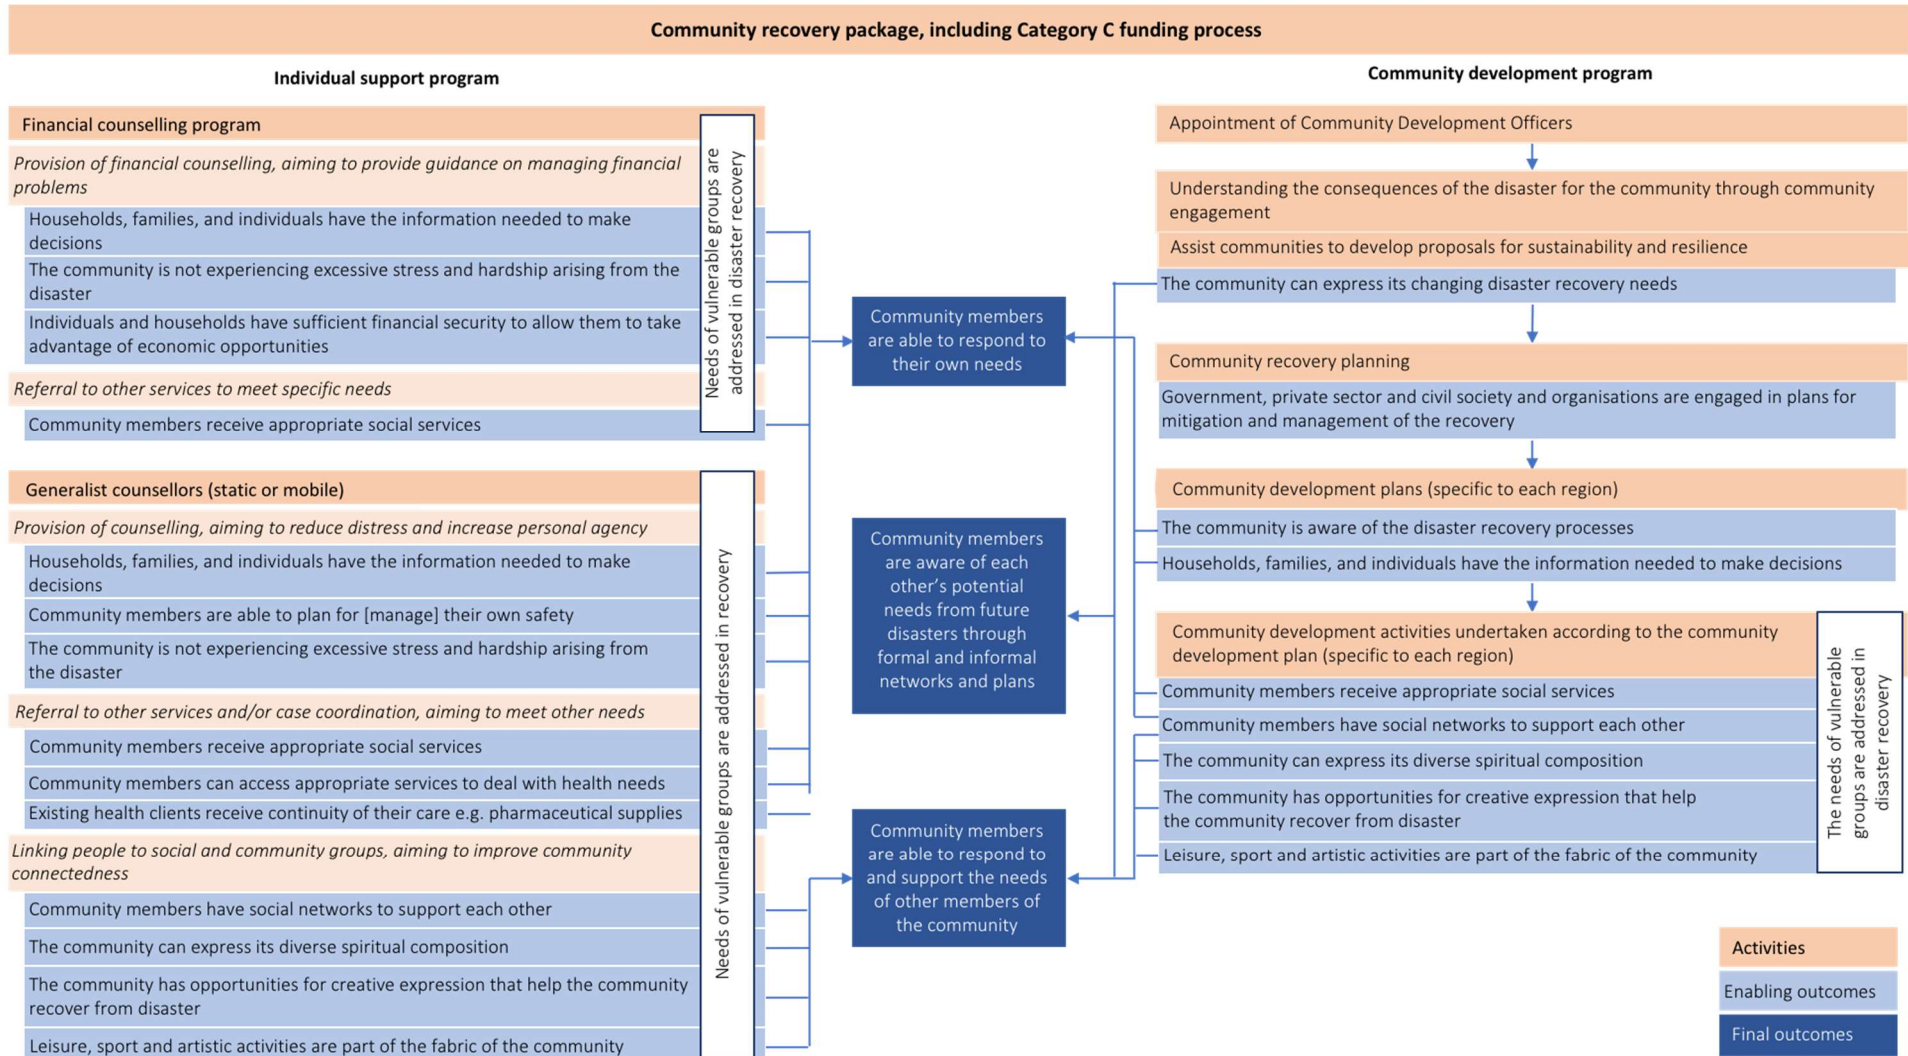 Community recovery package, including Category C funding process
Individual support program
Financial counselling program
Provision of financial counselling, aiming to provide guidance on managing financial
problems
Households, families, and individuals have the information needed to make
decisions
The community is not experiencing excessive stress and hardship arising from the
disaster
Individuals and households have sufficient financial security to allow them to take
advantage of economic opportunities
Referral to other services to meet specific needs
Community members receive appropriate social services
Needs of vulnerable groups are
addressed in disaster recovery
Generalist counsellors (static or mobile)
Provision of counselling, aiming to reduce distress and increase personal agency
Households, families, and individuals have the information needed to make
decisions
Community members are able to plan for [manage] their own safety
The community is not experiencing excessive stress and hardship arising from
the disaster
Referral to other services and/or case coordination, aiming to meet other needs
Community members receive appropriate social services
Community members can access appropriate services to deal with health needs
Existing health clients receive continuity of their care e.g. pharmaceutical supplies
Linking people to social and community groups, aiming to improve community
connectedness
Community members have social networks to support each other
The community can express its diverse spiritual composition
The community has opportunities for creative expression that help the community
recover from disaster
Leisure, sport and artistic activities are part of the fabric of the community
Needs of vulnerable groups are addressed in recovery
Community members
are able to respond to
their own needs
Community members
are aware of each
other's potential
needs from future
disasters through
formal and informal
networks and plans
Community members
are able to respond to
and support the needs
of other members of
the community
Community development program
Appointment of Community Development Officers
Understanding the consequences of the disaster for the community through community
engagement
Assist communities to develop proposals for sustainability and resilience
The community can express its changing disaster recovery needs
Community recovery planning
Government, private sector and civil society and organisations are engaged in plans for
mitigation and management of the recovery
Community development plans (specific to each region)
The community is aware of the disaster recovery processes
Households, families, and individuals have the information needed to make decisions
Community development activities undertaken according to the community
development plan (specific to each region)
Community members receive appropriate social services
Community members have social networks to support each other
The community can express its diverse spiritual composition
The community has opportunities for creative expression that help
the community recover from disaster
Leisure, sport and artistic activities are part of the fabric of the community
The needs of vulnerable
groups are addressed in
disaster recovery
Activities
Enabling outcomes
Final outcomes